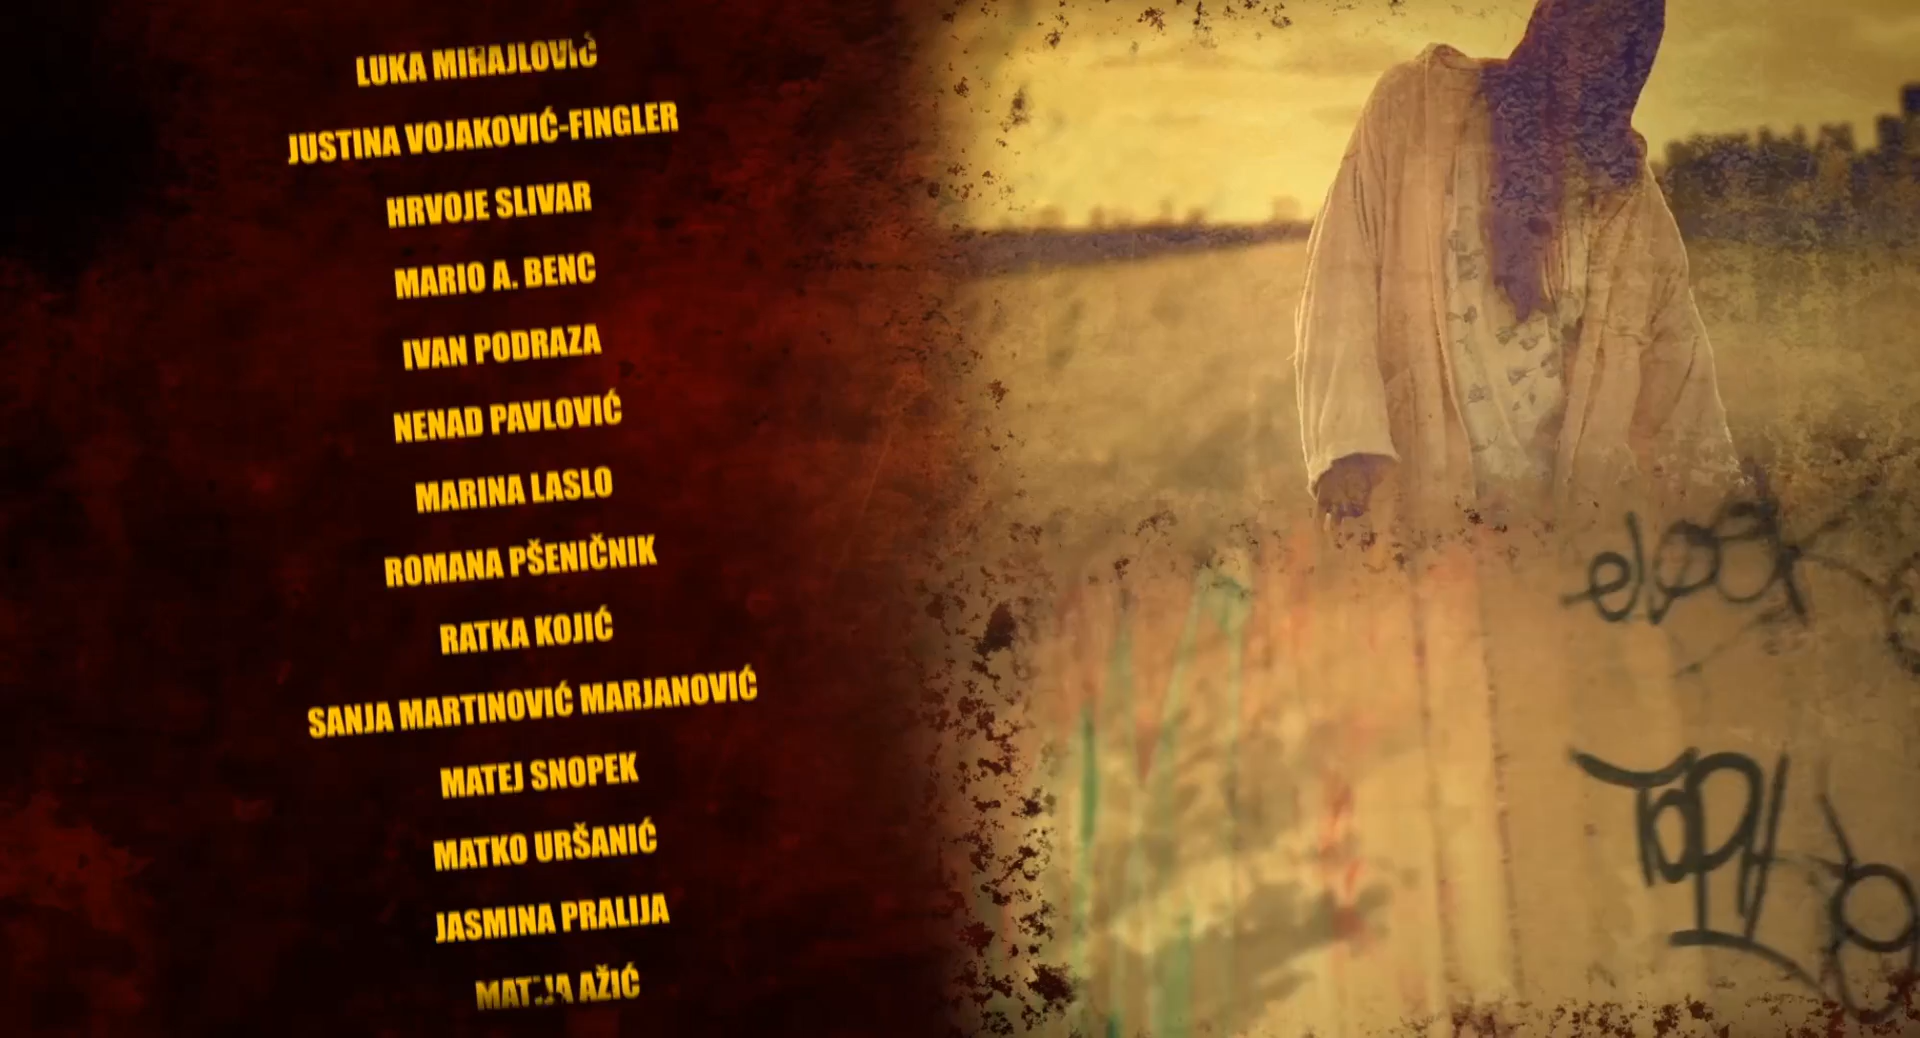 LUKA MIHAJLOVIĆ
JUSTINA VOJAKOVIĆ-FINGLER
HRVOJE SLIVAR
MARIO A. BENC
IVAN PODRAZA
NENAD PAVLOVIĆ
MARINA LASLO
ROMANA PŠENIČNIK
RATKA KOJIĆ
SANJA MARTINOVIĆ MARJANOVIĆ
MATEJ SNOPEK
MATKO URŠANIĆ
JASMINA PRALIJA
MATIJA AŽIĆ